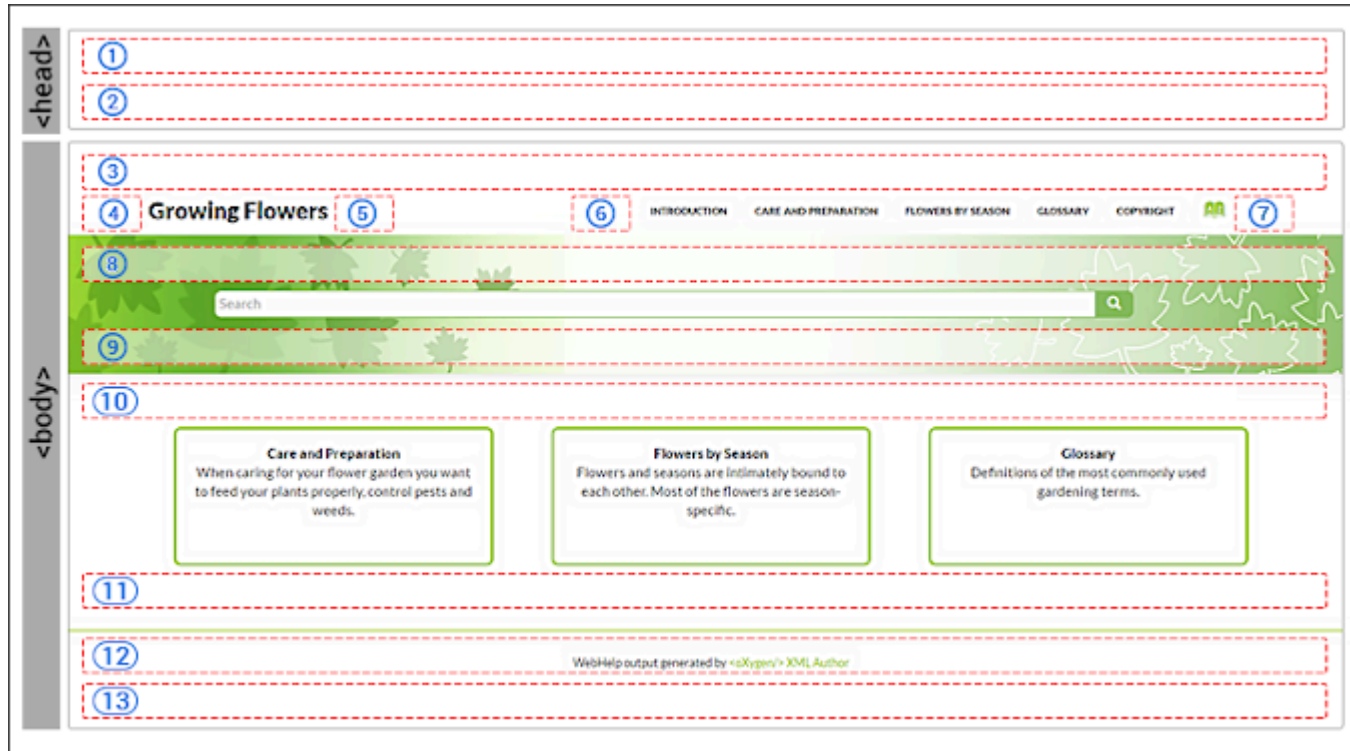 <head>
1
2
<body>
3
4 Growing Flowers 5 6 INTRODUCTION CARE AND PREPARATION FLOWERS BY SEASON GLOSSARY COPYRIGHT 7
8
Search
9
10
Care and Preparation
When caring for your flower garden you want
to feed your plants properly, control pests and
weeds.
Flowers by Season
Flowers and seasons are intimately bound to
each other. Most of the flowers are season-
specific.
Glossary
Definitions of the most commonly used
gardening terms.
11
12
WebHelp output generated by <oXygen/> XML Author
13